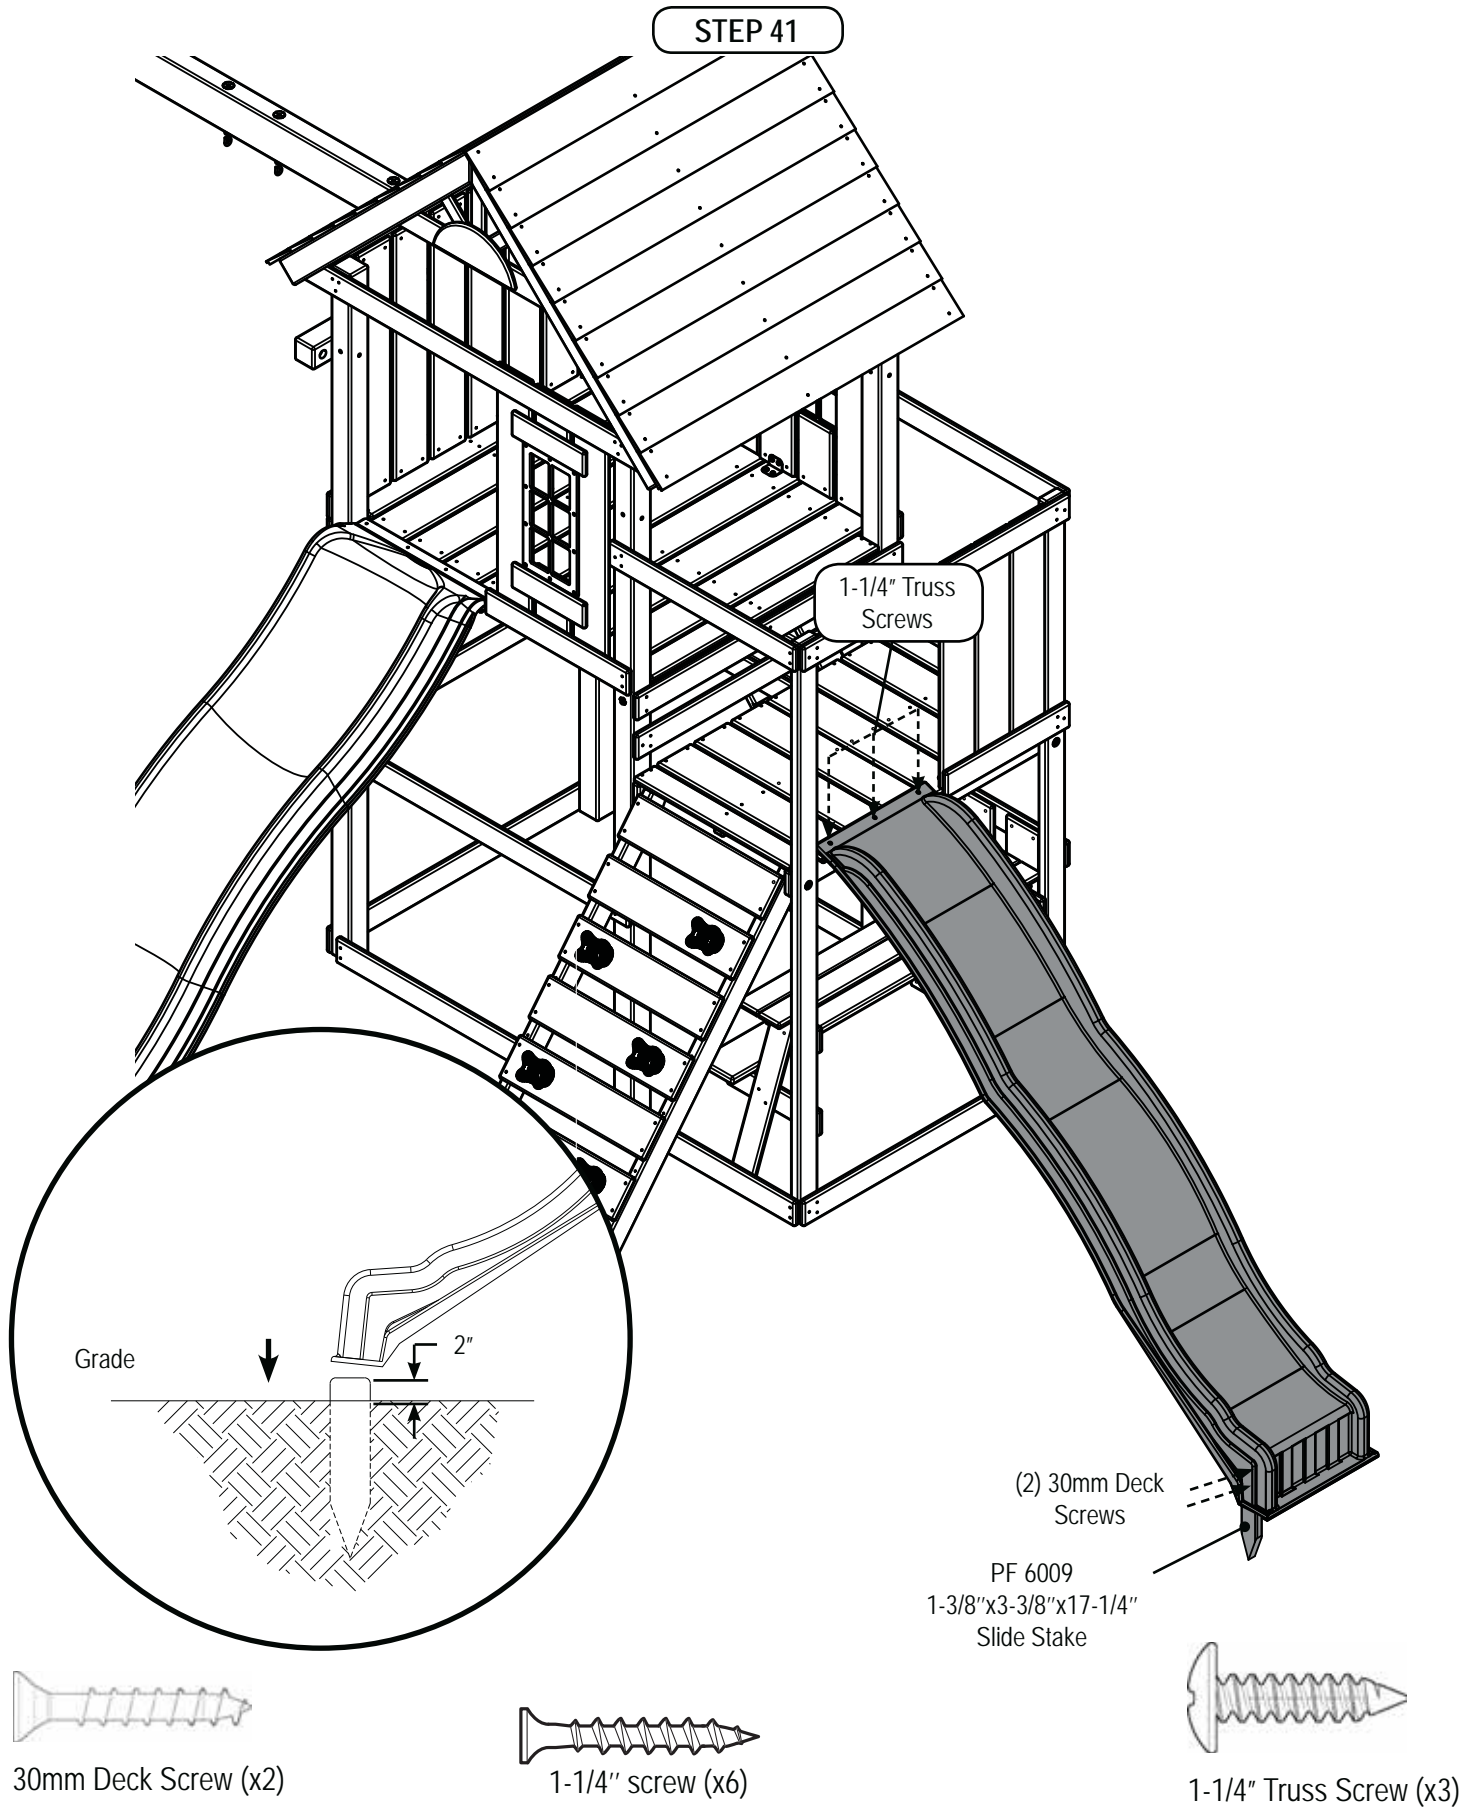 STEP 41
1-1/4" Truss
Screws
2"
Grade
(2) 30mm Deck
Screws
PF 6009
1-3/8"x3-3/8"x17-1/4"
Slide Stake
30mm Deck Screw (x2)
1-1/4" screw (x6)
1-1/4" Truss Screw (x3)